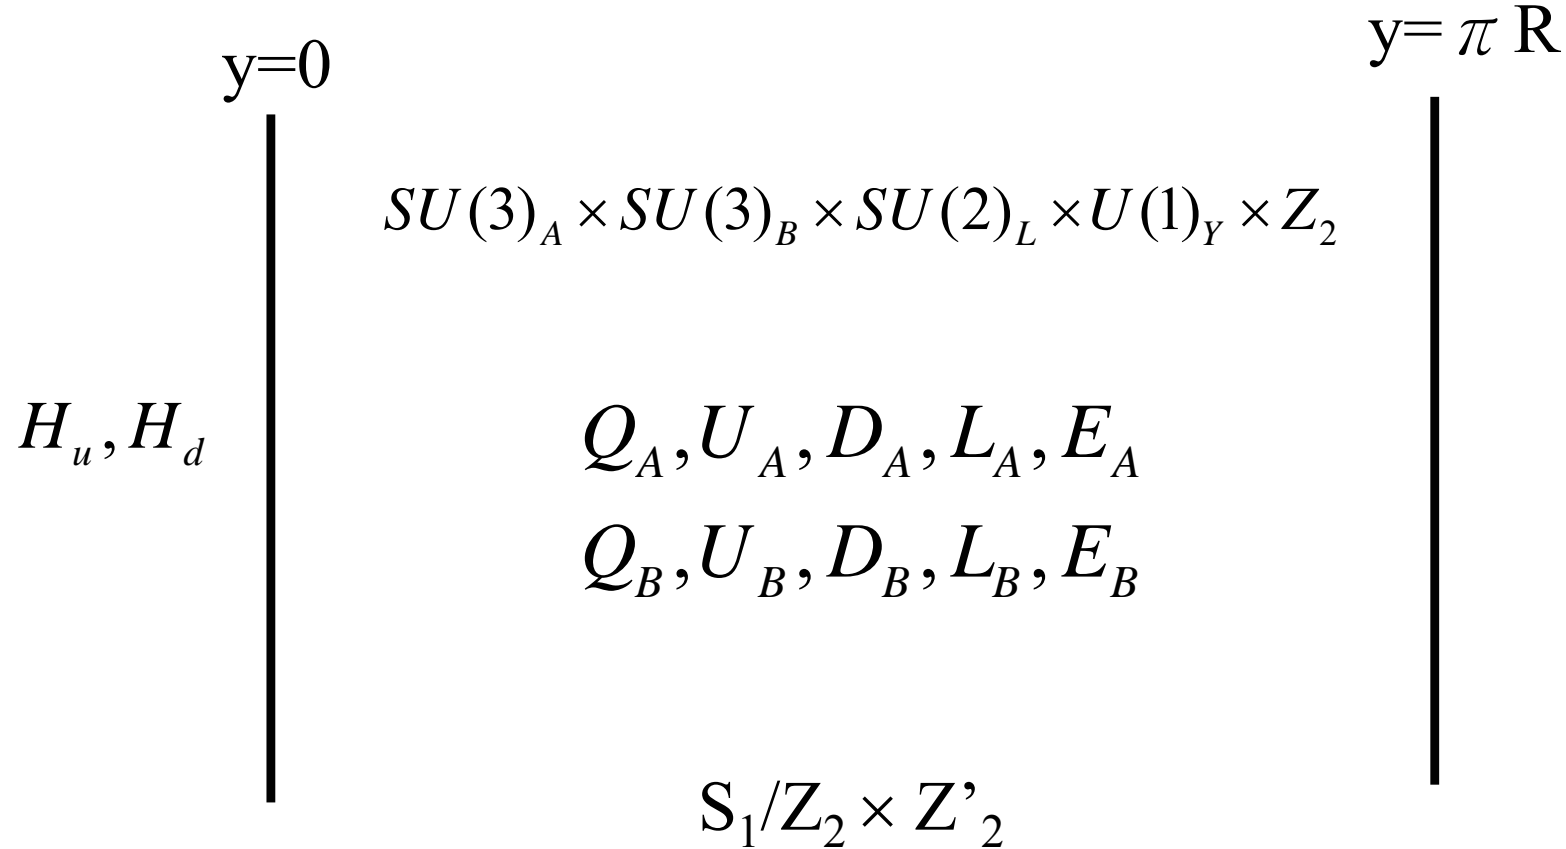 y=0
y= π R
SU(3)_A × SU(3)_B × SU(2)_L × U(1)_Y × Z_2
H_u, H_d
Q_A, U_A, D_A, L_A, E_A
Q_B, U_B, D_B, L_B, E_B
S_1/Z_2 × Z’_2